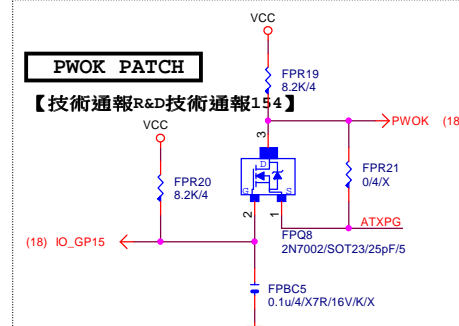 VCC
PWOK PATCH
FPR19
8.2K/4
【技術通報R&D技術通報154】
VCC
3
PWOK (18
D
FPR20
8.2K/4
FPR21
0/4/X
G
S
2
1
ATXPG
FPQ8
2N7002/SOT23/25pF/5
(18) IO_GP15
FPBC5
0.1u/4/X7R/16V/K/X